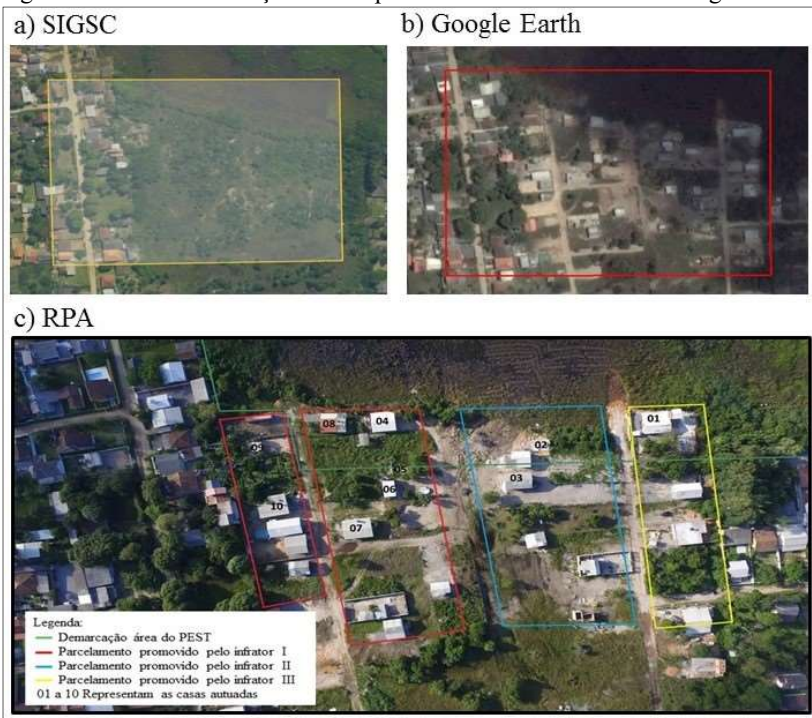 a) SIGSC
b) Google Earth
c) RPA
08
04
01
09
02
05
06
03
10
07
Legenda:
Demarcação área do PEST
Parcelamento promovido pelo infrator I
Parcelamento promovido pelo infrator II
Parcelamento promovido pelo infrator III
01 a 10 Representam as casas autuadas